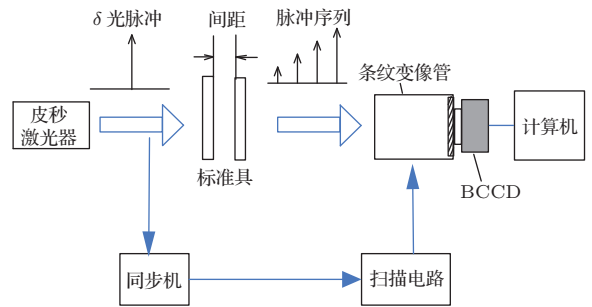 δ光脉冲
间距
脉冲序列
条纹变像管
皮秒
激光器
计算机
标准具
BCCD
同步机
扫描电路